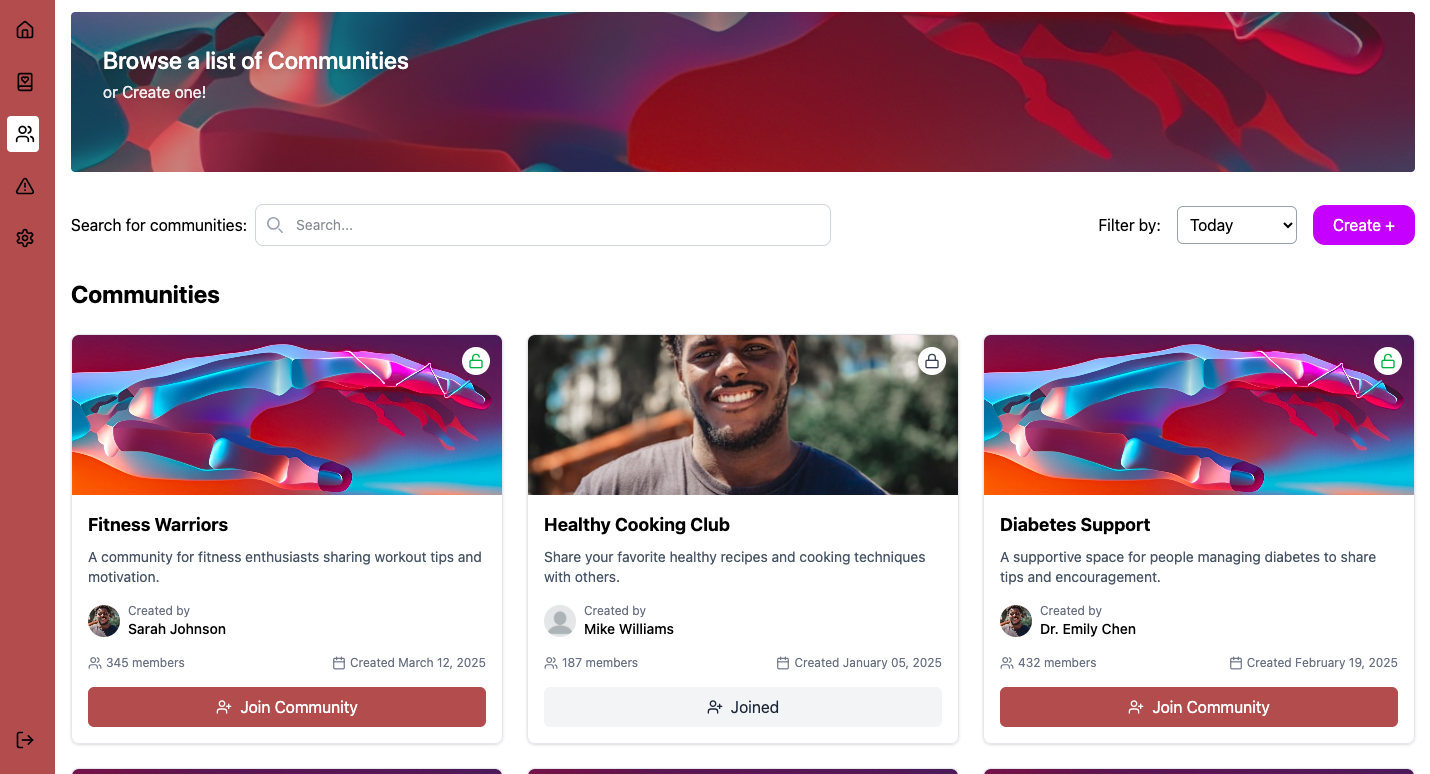 Browse a list of Communities
or Create one!
Search for communities: Search... Filter by: Today Create +
Communities
Fitness Warriors
A community for fitness enthusiasts sharing workout tips and
motivation.
Created by
Sarah Johnson
345 members Created March 12, 2025
Join Community
Healthy Cooking Club
Share your favorite healthy recipes and cooking techniques
with others.
Created by
Mike Williams
187 members Created January 05, 2025
Joined
Diabetes Support
A supportive space for people managing diabetes to share
tips and encouragement.
Created by
Dr. Emily Chen
432 members Created February 19, 2025
Join Community